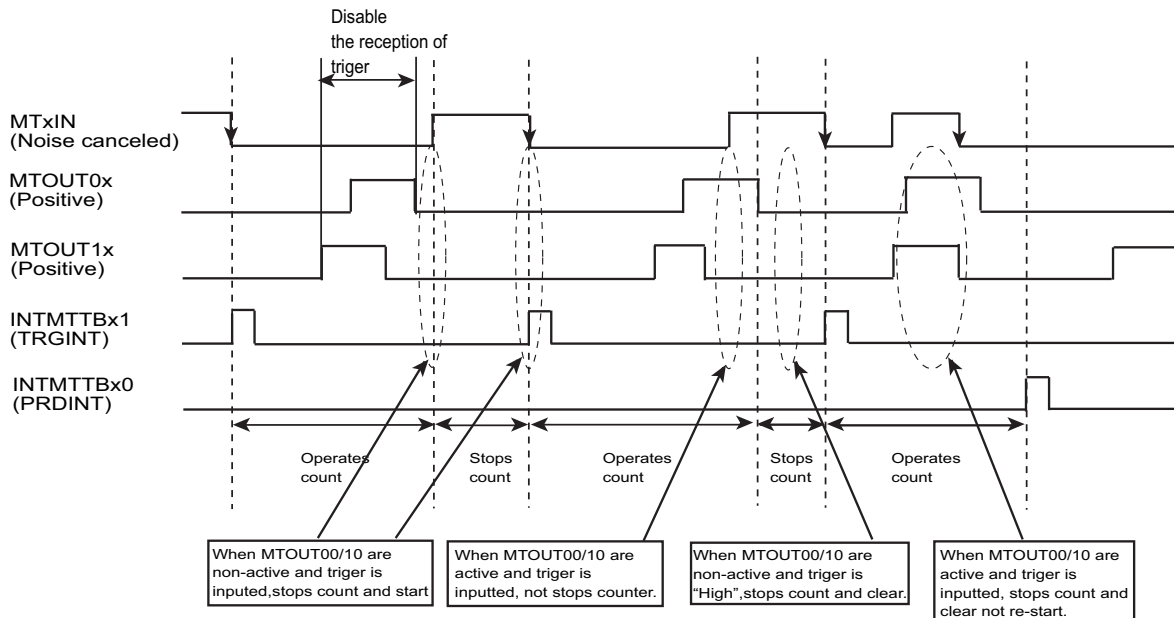 Disable
the reception of
triger
MTxIN
(Noise canceled)
MTOUT0x
(Positive)
MTOUT1x
(Positive)
INTMTTBx1
(TRGINT)
INTMTTBx0
(PRDINT)
Operates
count
Stops
count
Operates
count
Stops
count
Operates
count
When MTOUT00/10 are
non-active and triger is
inputed,stops count and start
When MTOUT00/10 are
active and triger is
inputted, not stops counter.
When MTOUT00/10 are
non-active and triger is
“High”,stops count and clear.
When MTOUT00/10 are
active and triger is
inputted, stops count and
clear not re-start.